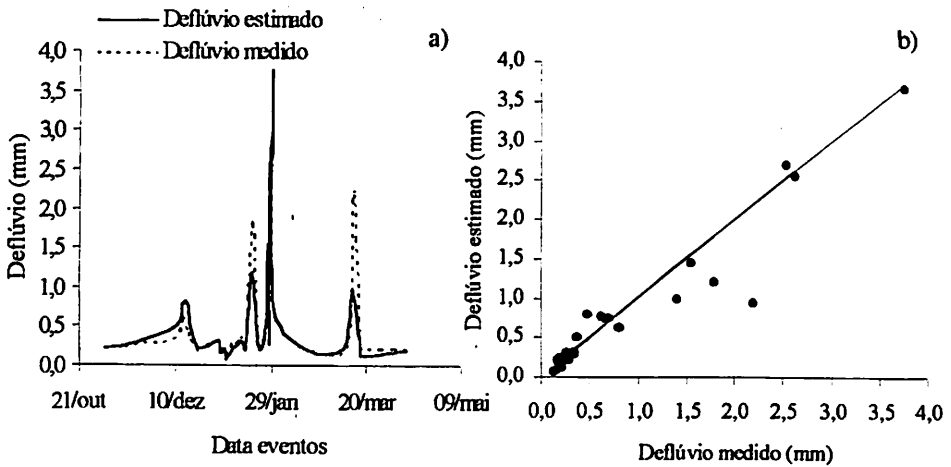 Deflúvio estimado
Deflúvio medido
a)
4,0
3,5
3,0
2,5
2,0
1,5
1,0
0,5
0,0
Deflúvio (mm)
21/out 10/dez 29/jan 20/mar 09/mai
Data eventos
b)
4,0
3,5
3,0
2,5
2,0
1,5
1,0
0,5
0,0
Deflúvio estimado (mm)
0,0 0,5 1,0 1,5 2,0 2,5 3,0 3,5 4,0
Deflúvio medido (mm)